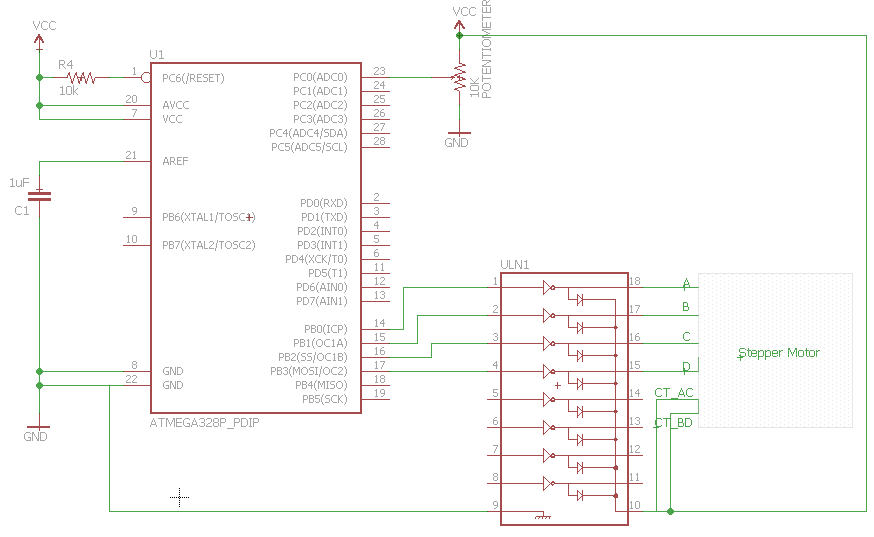 VCC
VCC
POTENTIOMETER
10K
GND
U1
R4
10k
1
20
7
21
9
10
8
22
PC6(/RESET)
AVCC
VCC
AREF
PB6(XTAL1/TOSC1)
PB7(XTAL2/TOSC2)
GND
GND
PC0(ADC0)
PC1(ADC1)
PC2(ADC2)
PC3(ADC3)
PC4(ADC4/SDA)
PC5(ADC5/SCL)
PD0(RXD)
PD1(TXD)
PD2(INT0)
PD3(INT1)
PD4(XCK/T0)
PD5(T1)
PD6(AIN0)
PD7(AIN1)
PB0(ICP)
PB1(OC1A)
PB2(SS/OC1B)
PB3(MOSI/OC2)
PB4(MISO)
PB5(SCK)
23
24
25
26
27
28
2
3
4
5
6
11
12
13
14
15
16
17
18
19
ATMEGA328P_PDIP
1uF
C1
GND
ULN1
1
2
3
4
5
6
7
8
9
18
17
16
15
14
13
12
11
10
A
B
C
D
CT_AC
CT_BD
Stepper Motor